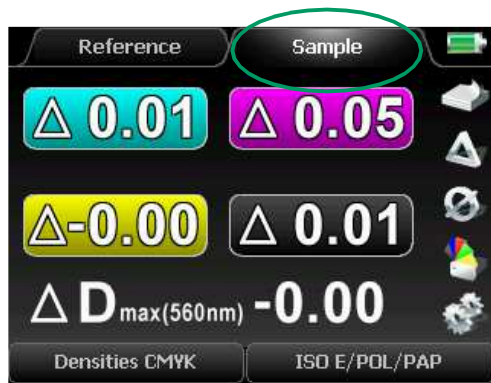 Reference Sample
Δ 0.01 Δ 0.05
Δ-0.00 Δ 0.01
Δ Dmax(560nm) -0.00
Densities CMYK ISO E/POL/PAP